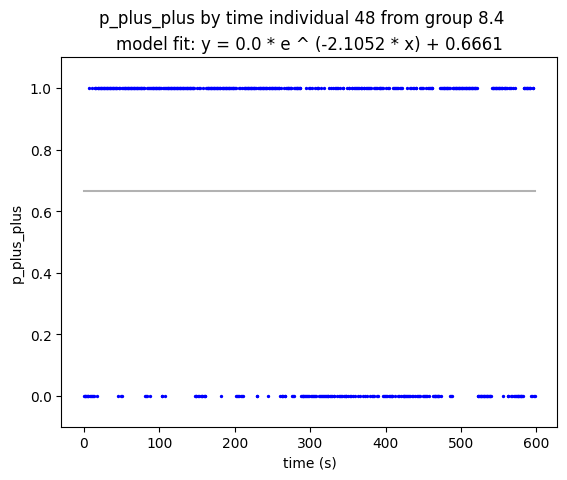 p_plus_plus by time individual 48 from group 8.4
model fit: y = 0.0 * e ^ (-2.1052 * x) + 0.6661
1.0
0.8
0.6
0.4
0.2
0.0
p_plus_plus
0 100 200 300 400 500 600
time (s)